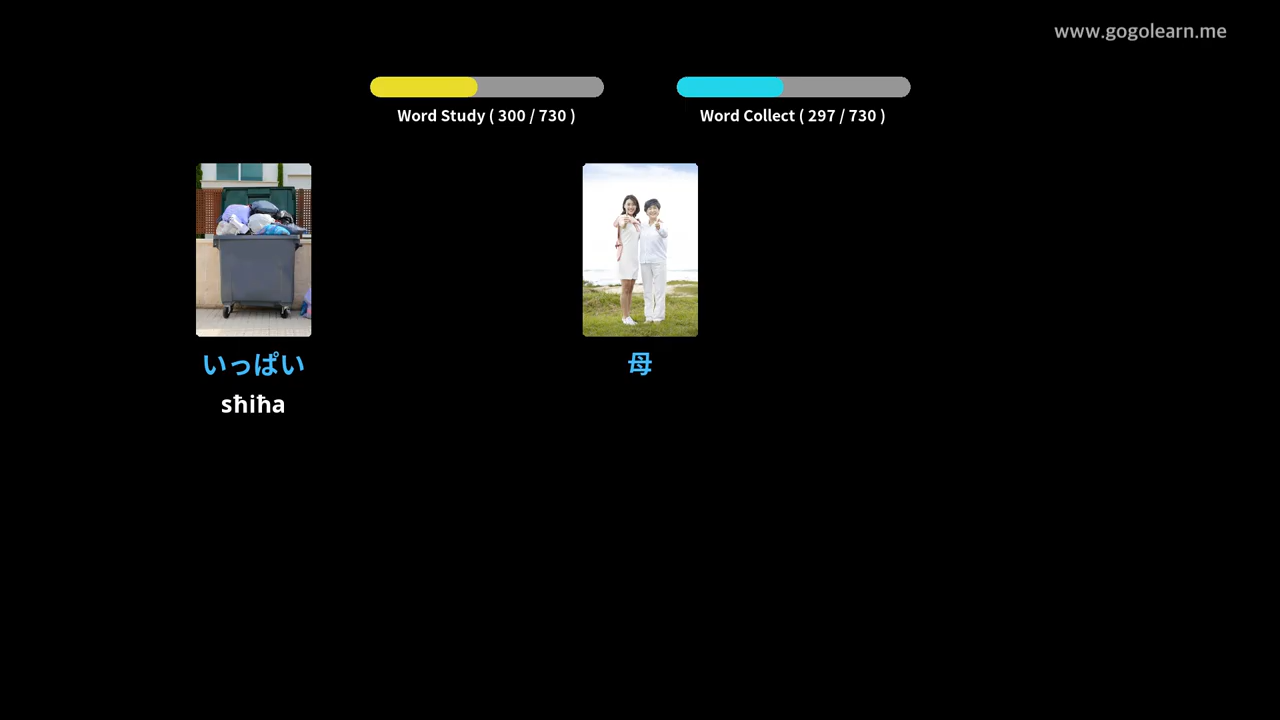 www.gogolearn.me
Word Study ( 300 / 730 )
Word Collect ( 297 / 730 )
いっぱい
sħiħa
母